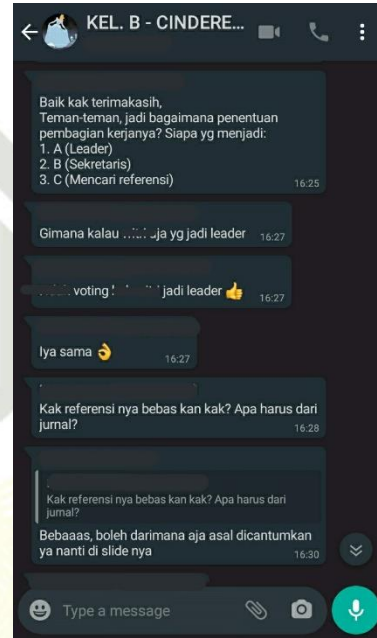 KEL. B - CINDERE...
Baik kak terimakasih,
Teman-teman, jadi bagaimana penentuan
pembagian kerjanya? Siapa yg menjadi:
1. A (Leader)
2. B (Sekretaris)
3. C (Mencari referensi)
16:25
Gimana kalau aja yg jadi leader 16:27
voting jadi leader 👍 16:27
Iya sama 👌 16:27
Kak referensi nya bebas kan kak? Apa harus dari
jurnal?
16:28
Kak referensi nya bebas kan kak? Apa harus dari
jurnal?
Bebaaas, boleh darimana aja asal dicantumkan
ya nanti di slide nya
16:30
Type a message